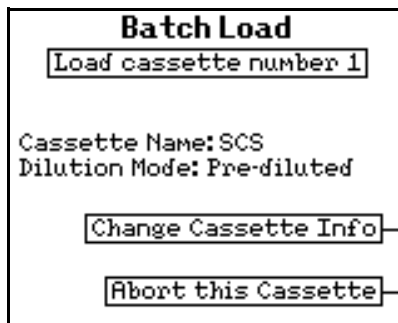 Batch Load
Load cassette number 1
Cassette Name: SCS
Dilution Mode: Pre-diluted
Change Cassette Info
Abort this Cassette